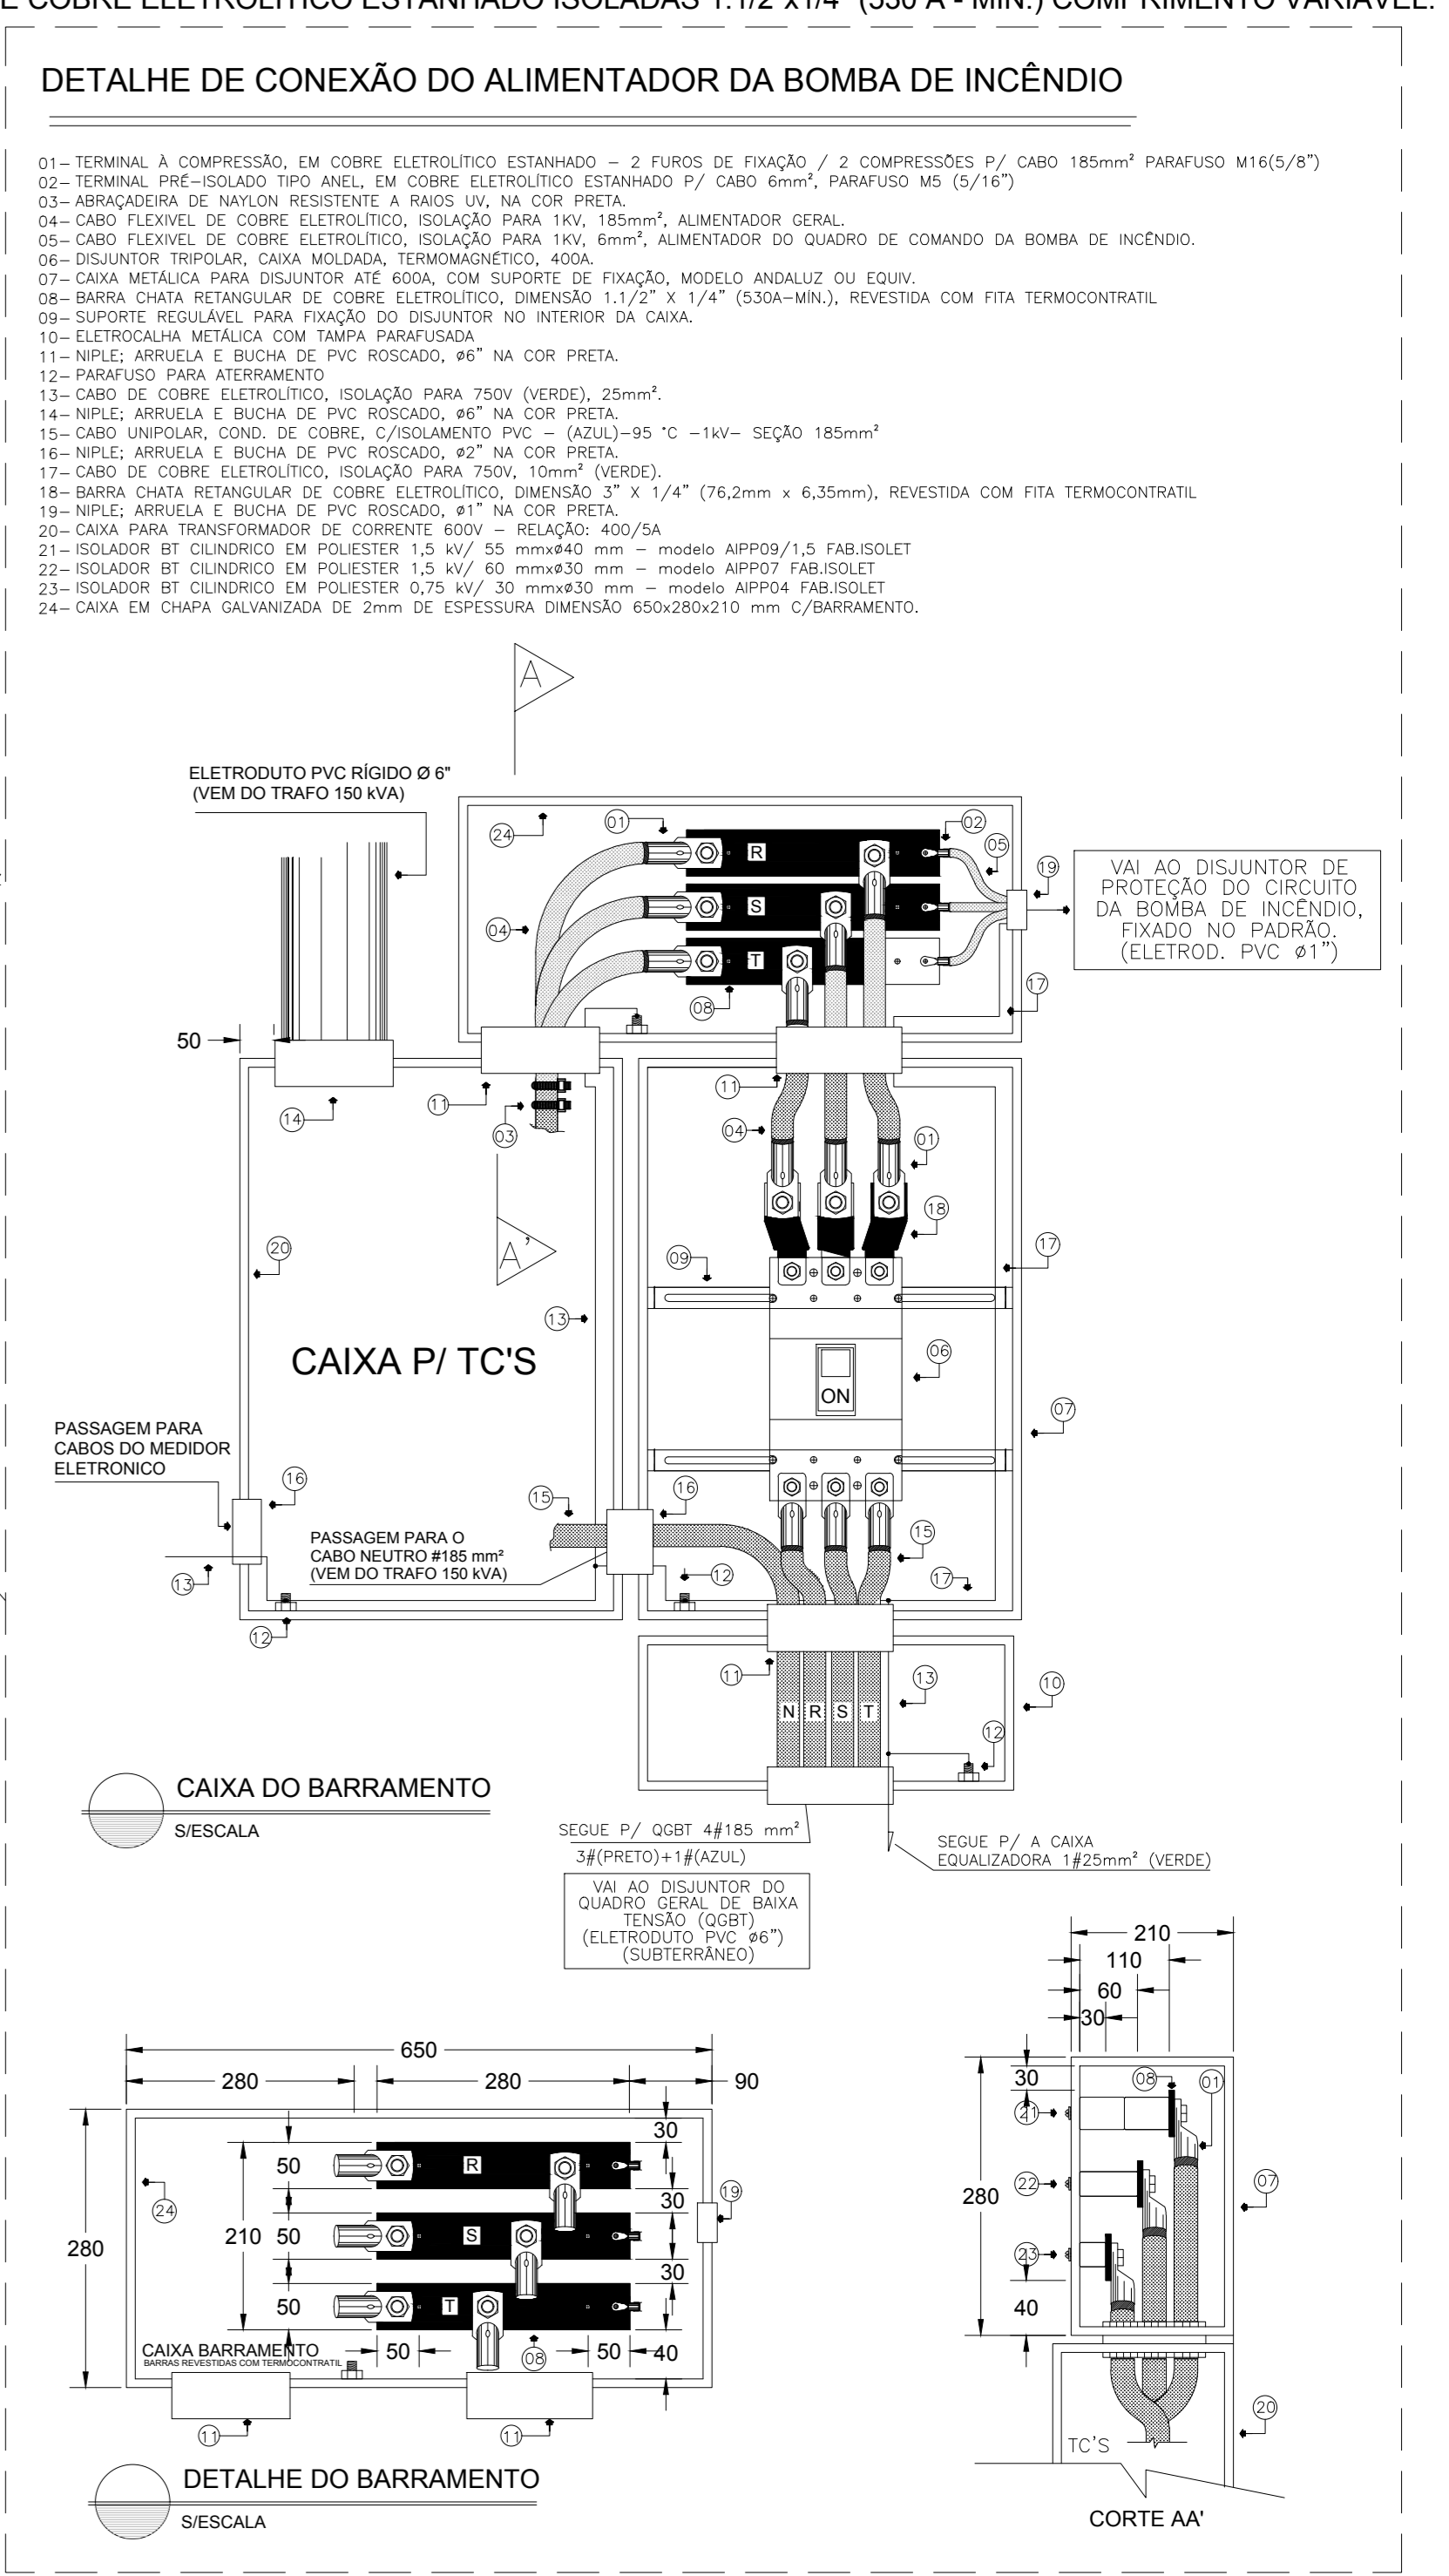 E COBRE ELETROLÍTICO ESTANHADO ISOLADAS 1.1/2"x1/4" (530 A - MÍN.) COMPRIMENTO VARIÁVEL.
DETALHE DE CONEXÃO DO ALIMENTADOR DA BOMBA DE INCÊNDIO
01– TERMINAL À COMPRESSÃO, EM COBRE ELETROLÍTICO ESTANHADO – 2 FUROS DE FIXAÇÃO / 2 COMPRESSÕES P/ CABO 185mm² PARAFUSO M16(5/8")
02– TERMINAL PRÉ–ISOLADO TIPO ANEL, EM COBRE ELETROLÍTICO ESTANHADO P/ CABO 6mm², PARAFUSO M5 (5/16")
03– ABRAÇADEIRA DE NAYLON RESISTENTE A RAIOS UV, NA COR PRETA.
04– CABO FLEXIVEL DE COBRE ELETROLÍTICO, ISOLAÇÃO PARA 1KV, 185mm², ALIMENTADOR GERAL.
05– CABO FLEXIVEL DE COBRE ELETROLÍTICO, ISOLAÇÃO PARA 1KV, 6mm², ALIMENTADOR DO QUADRO DE COMANDO DA BOMBA DE INCÊNDIO.
06– DISJUNTOR TRIPOLAR, CAIXA MOLDADA, TERMOMAGNÉTICO, 400A.
07– CAIXA METÁLICA PARA DISJUNTOR ATÉ 600A, COM SUPORTE DE FIXAÇÃO, MODELO ANDALUZ OU EQUIV.
08– BARRA CHATA RETANGULAR DE COBRE ELETROLÍTICO, DIMENSÃO 1.1/2" X 1/4" (530A–MÍN.), REVESTIDA COM FITA TERMOCONTRATIL
09– SUPORTE REGULÁVEL PARA FIXAÇÃO DO DISJUNTOR NO INTERIOR DA CAIXA.
10– ELETROCALHA METÁLICA COM TAMPA PARAFUSADA
11– NIPLE; ARRUELA E BUCHA DE PVC ROSCADO, ø6" NA COR PRETA.
12– PARAFUSO PARA ATERRAMENTO
13– CABO DE COBRE ELETROLÍTICO, ISOLAÇÃO PARA 750V (VERDE), 25mm².
14– NIPLE; ARRUELA E BUCHA DE PVC ROSCADO, ø6" NA COR PRETA.
15– CABO UNIPOLAR, COND. DE COBRE, C/ISOLAMENTO PVC – (AZUL)–95 °C –1kV– SEÇÃO 185mm²
16– NIPLE; ARRUELA E BUCHA DE PVC ROSCADO, ø2" NA COR PRETA.
17– CABO DE COBRE ELETROLÍTICO, ISOLAÇÃO PARA 750V, 10mm² (VERDE).
18– BARRA CHATA RETANGULAR DE COBRE ELETROLÍTICO, DIMENSÃO 3" X 1/4" (76,2mm x 6,35mm), REVESTIDA COM FITA TERMOCONTRATIL
19– NIPLE; ARRUELA E BUCHA DE PVC ROSCADO, ø1" NA COR PRETA.
20– CAIXA PARA TRANSFORMADOR DE CORRENTE 600V – RELAÇÃO: 400/5A
21– ISOLADOR BT CILINDRICO EM POLIESTER 1,5 kV/ 55 mmxø40 mm – modelo AIPP09/1,5 FAB.ISOLET
22– ISOLADOR BT CILINDRICO EM POLIESTER 1,5 kV/ 60 mmxø30 mm – modelo AIPP07 FAB.ISOLET
23– ISOLADOR BT CILINDRICO EM POLIESTER 0,75 kV/ 30 mmxø30 mm – modelo AIPP04 FAB.ISOLET
24– CAIXA EM CHAPA GALVANIZADA DE 2mm DE ESPESSURA DIMENSÃO 650x280x210 mm C/BARRAMENTO.
A
ELETRODUTO PVC RÍGIDO Ø 6"
(VEM DO TRAFO 150 kVA)
24
01
02
R
05
19
S
04
T
08
17
VAI AO DISJUNTOR DE
PROTEÇÃO DO CIRCUITO
DA BOMBA DE INCÊNDIO,
FIXADO NO PADRÃO.
(ELETROD. PVC ø1")
50
14
11
03
11
04
01
18
A'
20
09
17
13
CAIXA P/ TC'S
06
ON
07
PASSAGEM PARA
CABOS DO MEDIDOR
ELETRONICO
16
15
16
15
PASSAGEM PARA O
CABO NEUTRO #185 mm²
(VEM DO TRAFO 150 kVA)
13
12
17
12
11
13
10
N R S T
12
CAIXA DO BARRAMENTO
S/ESCALA
SEGUE P/ QGBT 4#185 mm²
3#(PRETO)+1#(AZUL)
VAI AO DISJUNTOR DO
QUADRO GERAL DE BAIXA
TENSÃO (QGBT)
(ELETRODUTO PVC ø6")
(SUBTERRÂNEO)
SEGUE P/ A CAIXA
EQUALIZADORA 1#25mm² (VERDE)
650
280 280 90
30
50 R
24
30
19
280
210 50 S
30
50 T
CAIXA BARRAMENTO
BARRAS REVESTIDAS COM TERMOCONTRATIL
50
08
50 40
11
11
DETALHE DO BARRAMENTO
S/ESCALA
210
110
60
30
30
08
01
21
22
280
07
23
40
20
TC'S
CORTE AA'